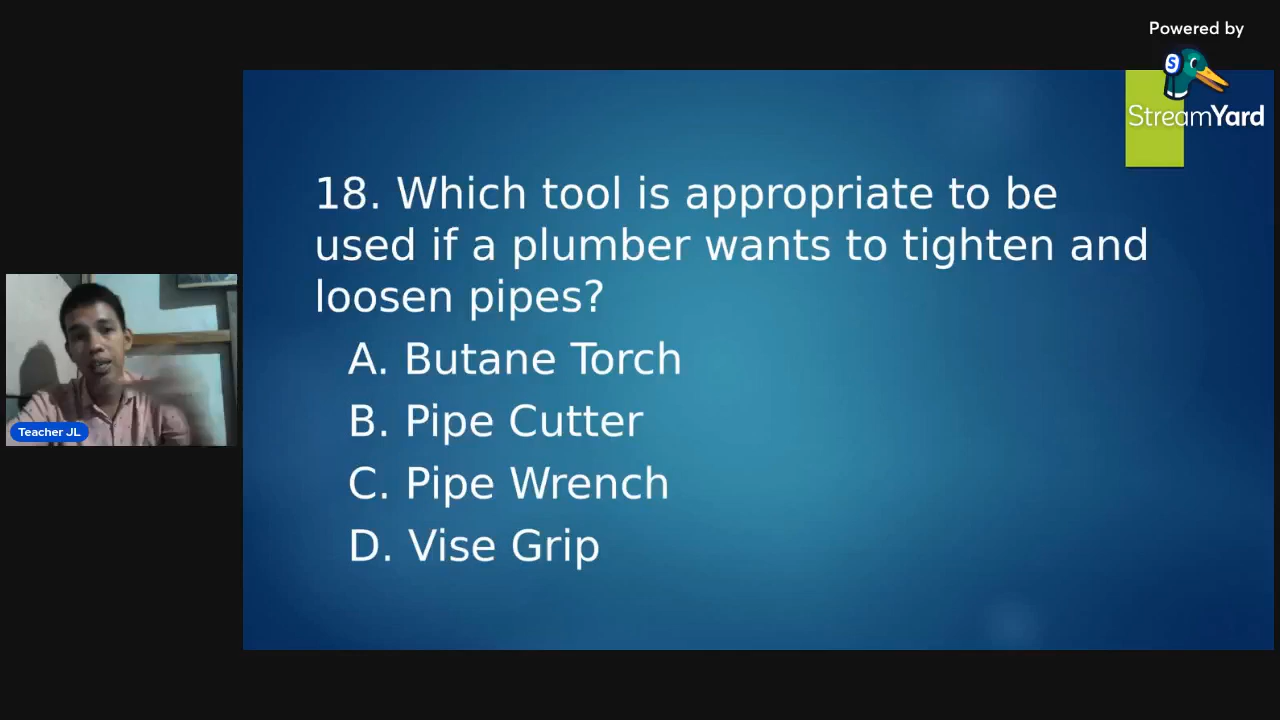 Powered by
StreamYard
18. Which tool is appropriate to be
used if a plumber wants to tighten and
loosen pipes?
A. Butane Torch
B. Pipe Cutter
C. Pipe Wrench
D. Vise Grip
Teacher JL